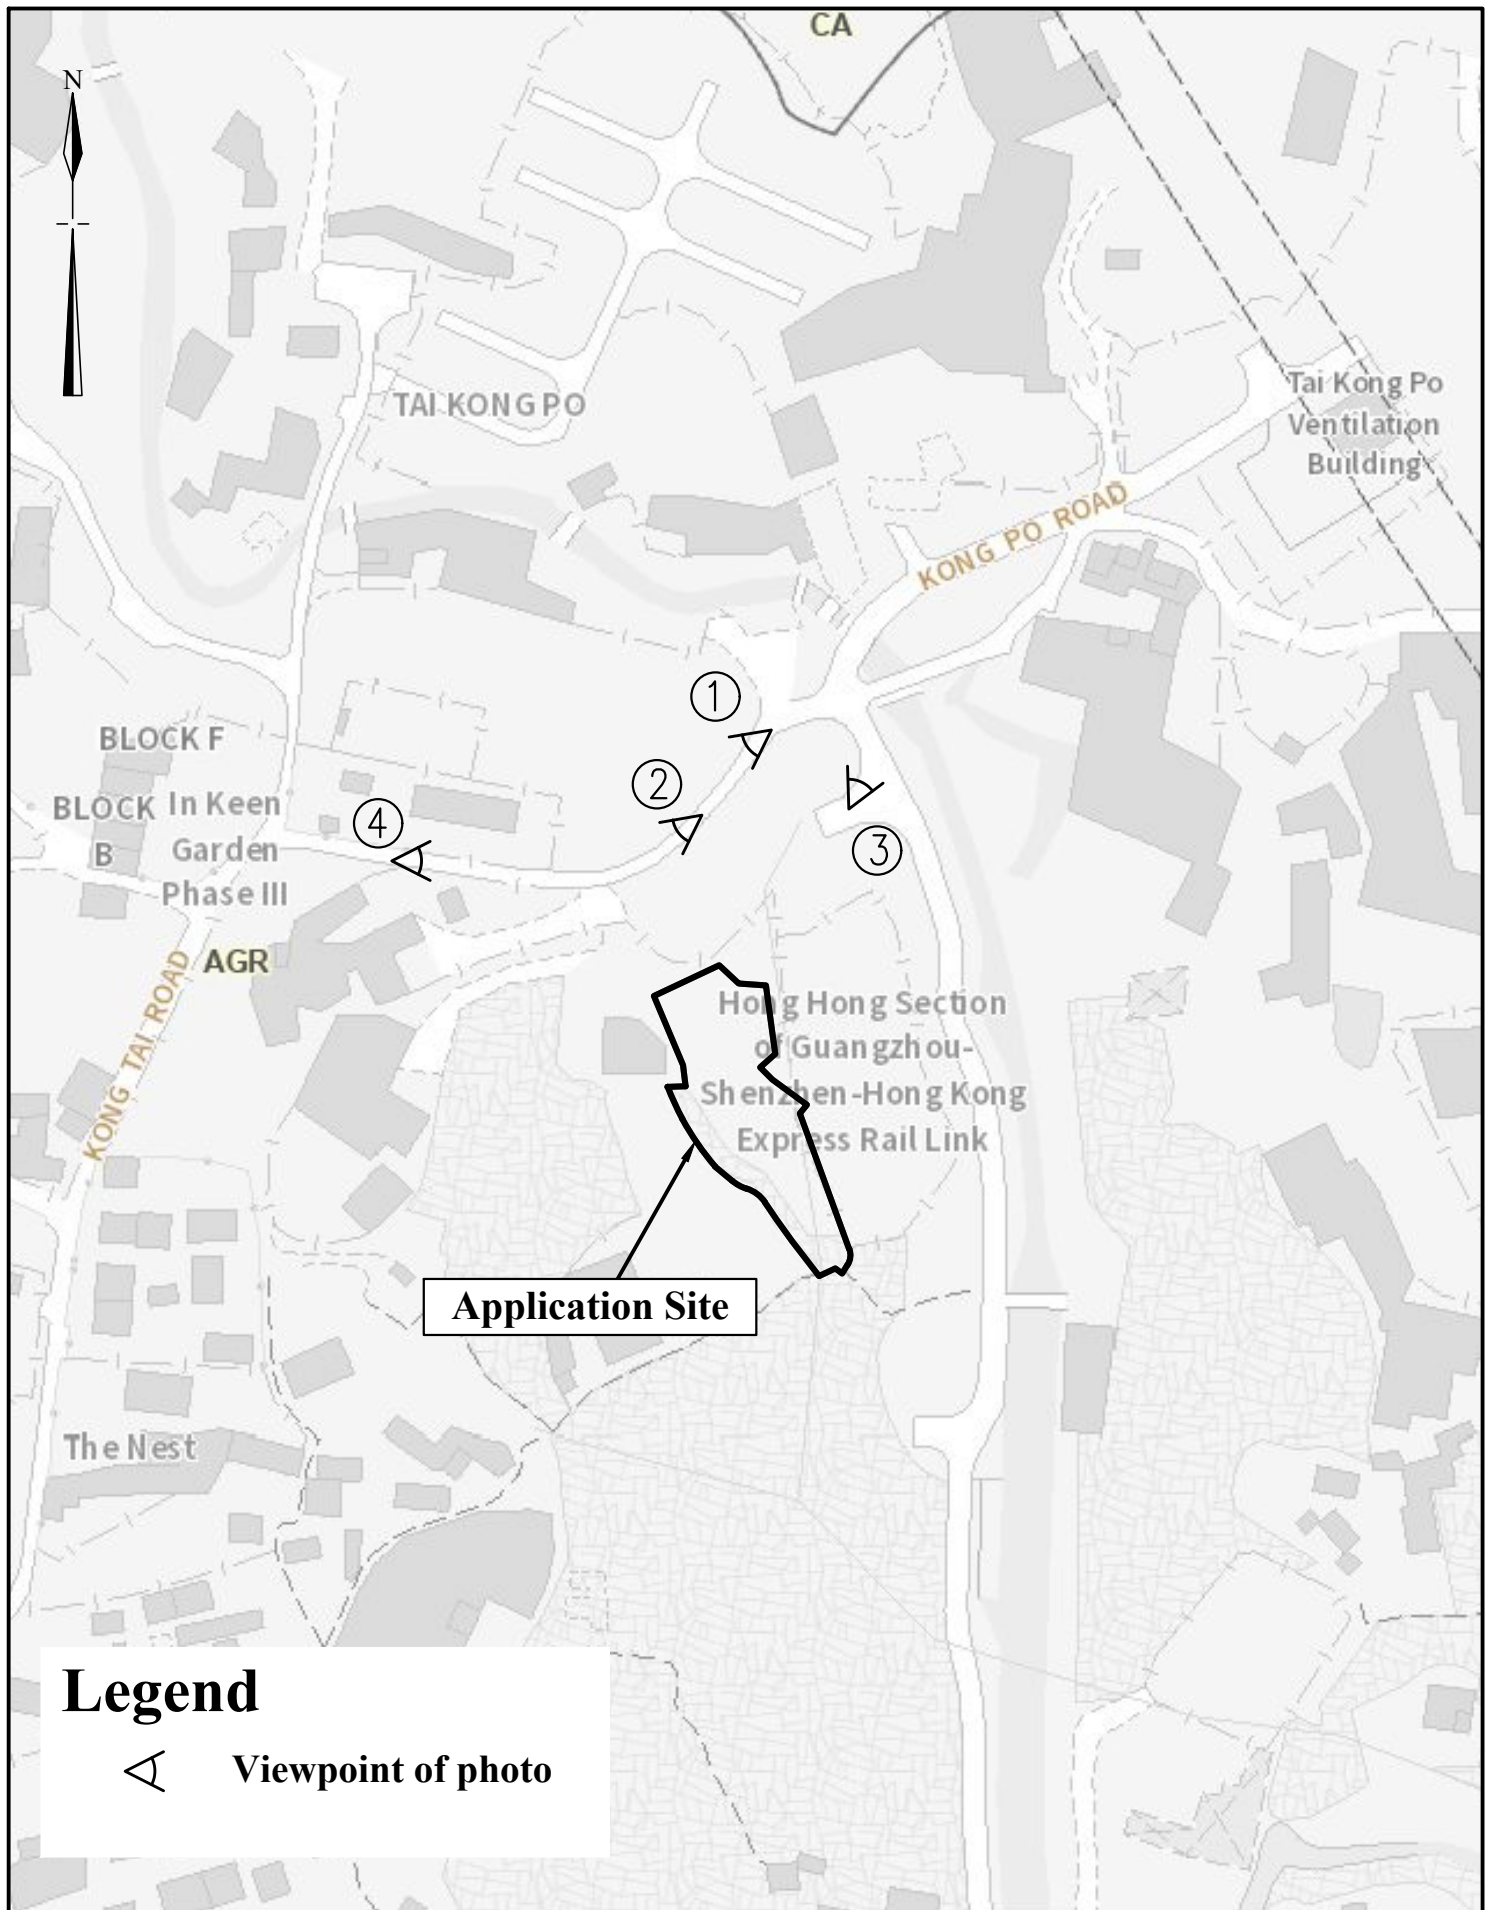 CA
N
TAI KONG PO
Tai Kong Po
Ventilation
Building
KONG PO ROAD
1
2
3
4
BLOCK F
BLOCK
B
In Keen
Garden
Phase III
AGR
KONG TAI ROAD
Hong Hong Section
of Guangzhou-
Shenzhen-Hong Kong
Express Rail Link
Application Site
The Nest
Legend
Viewpoint of photo